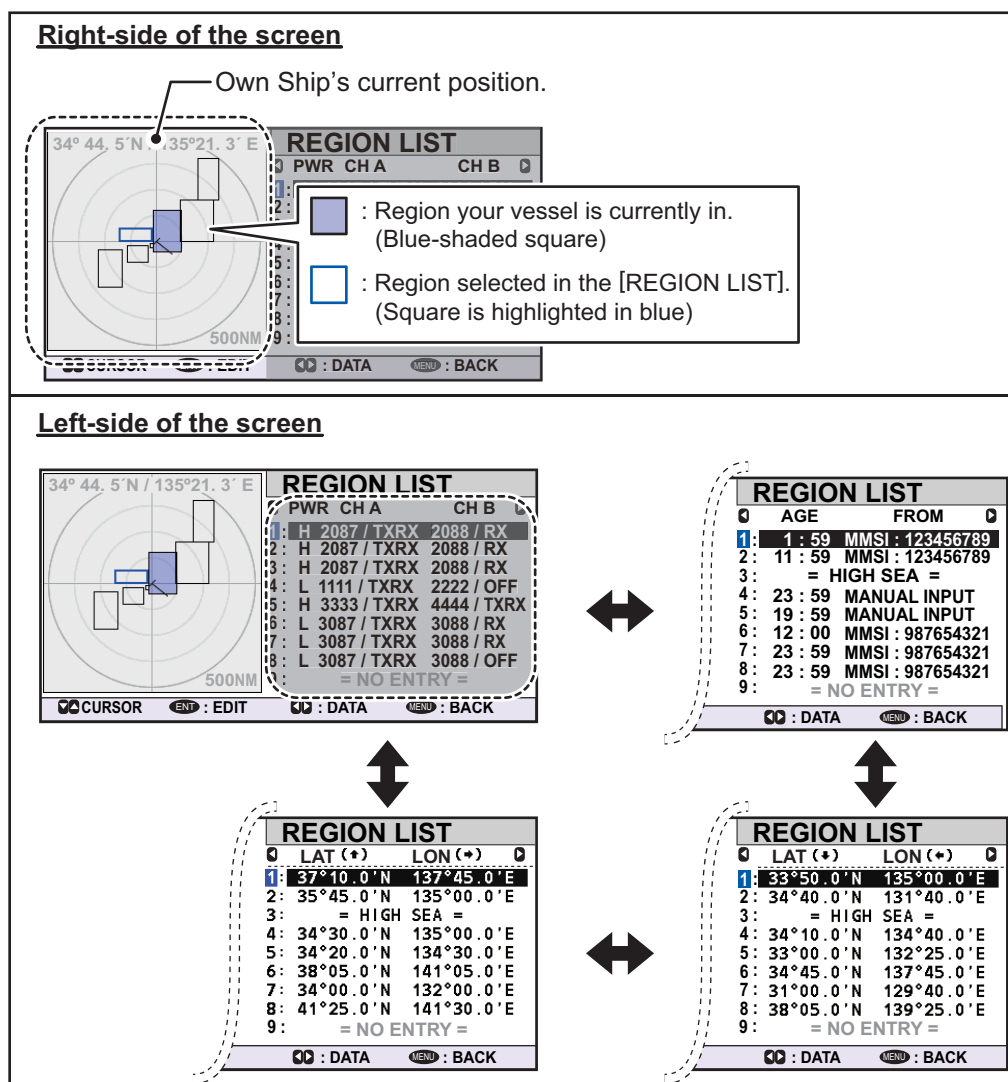 Right-side of the screen
Own Ship's current position.
34° 44. 5´N / 135°21. 3´ E
REGION LIST
PWR CH A CH B
1 :
2 :
: Region your vessel is currently in.
(Blue-shaded square)
4 :
5 :
: Region selected in the [REGION LIST].
6 :
7 :
(Square is highlighted in blue)
8 :
500NM
9 :
CURSOR : EDIT : DATA MENU : BACK
Left-side of the screen
34° 44. 5´N / 135°21. 3´ E
REGION LIST
PWR CH A CH B
1 : H 2087 / TXRX 2088 / RX
2 : H 2087 / TXRX 2088 / RX
3 : H 2087 / TXRX 2088 / RX
4 : L 1111 / TXRX 2222 / OFF
5 : H 3333 / TXRX 4444 / TXRX
6 : L 3087 / TXRX 3088 / RX
7 : L 3087 / TXRX 3088 / RX
8 : L 3087 / TXRX 3088 / OFF
= NO ENTRY =
500NM
CURSOR ENT : EDIT : DATA MENU : BACK
REGION LIST
AGE FROM
1 : 1 : 59 MMSI : 123456789
2 : 11 : 59 MMSI : 123456789
3 : = HIGH SEA =
4 : 23 : 59 MANUAL INPUT
5 : 19 : 59 MANUAL INPUT
6 : 12 : 00 MMSI : 987654321
7 : 23 : 59 MMSI : 987654321
8 : 23 : 59 MMSI : 987654321
9 : = NO ENTRY =
: DATA MENU : BACK
REGION LIST
LAT (↑) LON (→)
1: 37°10.0'N 137°45.0'E
2: 35°45.0'N 135°00.0'E
3: = HIGH SEA =
4: 34°30.0'N 135°00.0'E
5: 34°20.0'N 134°30.0'E
6: 38°05.0'N 141°05.0'E
7: 34°00.0'N 132°00.0'E
8: 41°25.0'N 141°30.0'E
9 : = NO ENTRY =
: DATA MENU : BACK
REGION LIST
LAT (↓) LON (←)
1: 33°50.0'N 135°00.0'E
2: 34°40.0'N 131°40.0'E
3: = HIGH SEA =
4: 34°10.0'N 134°40.0'E
5: 33°00.0'N 132°25.0'E
6: 34°45.0'N 137°45.0'E
7: 31°00.0'N 129°40.0'E
8: 38°05.0'N 139°25.0'E
9 : = NO ENTRY =
: DATA MENU : BACK